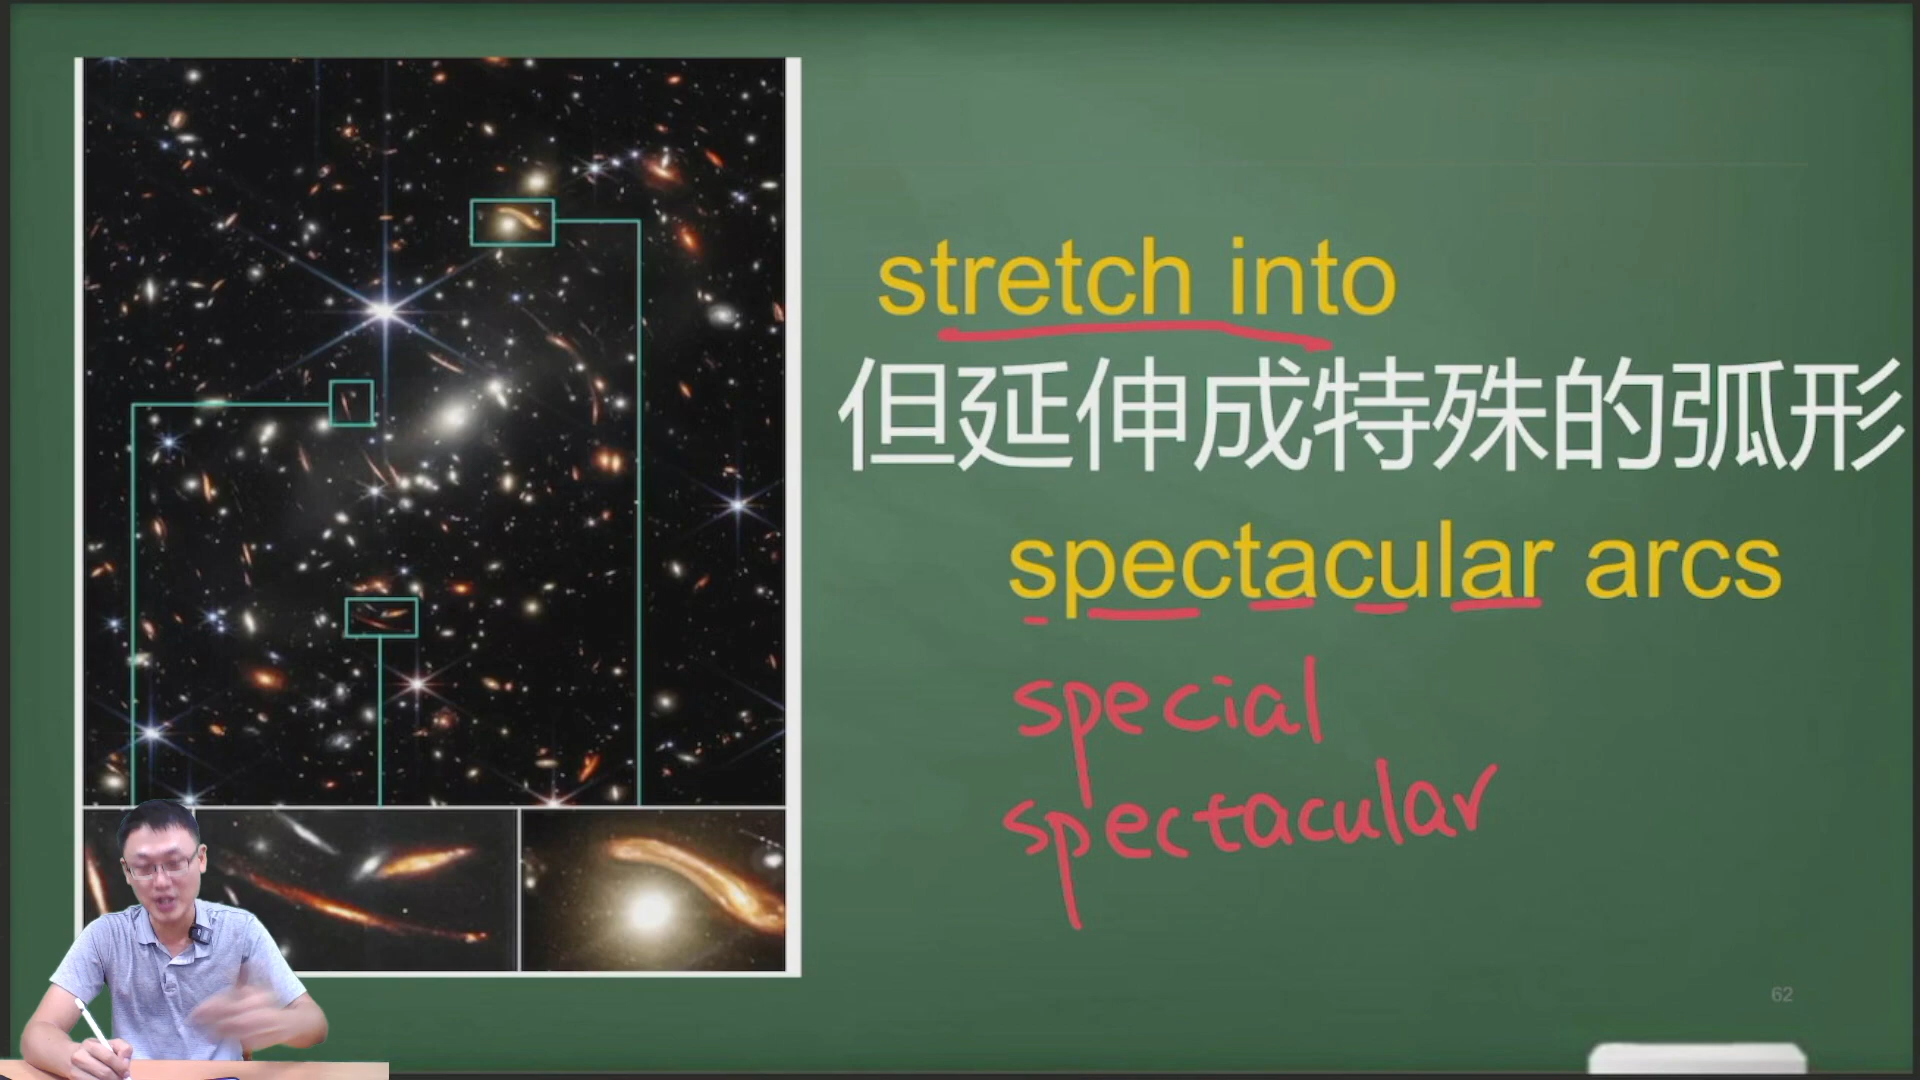 stretch into
但延伸成特殊的弧形
spectacular arcs
special
spectacular
62